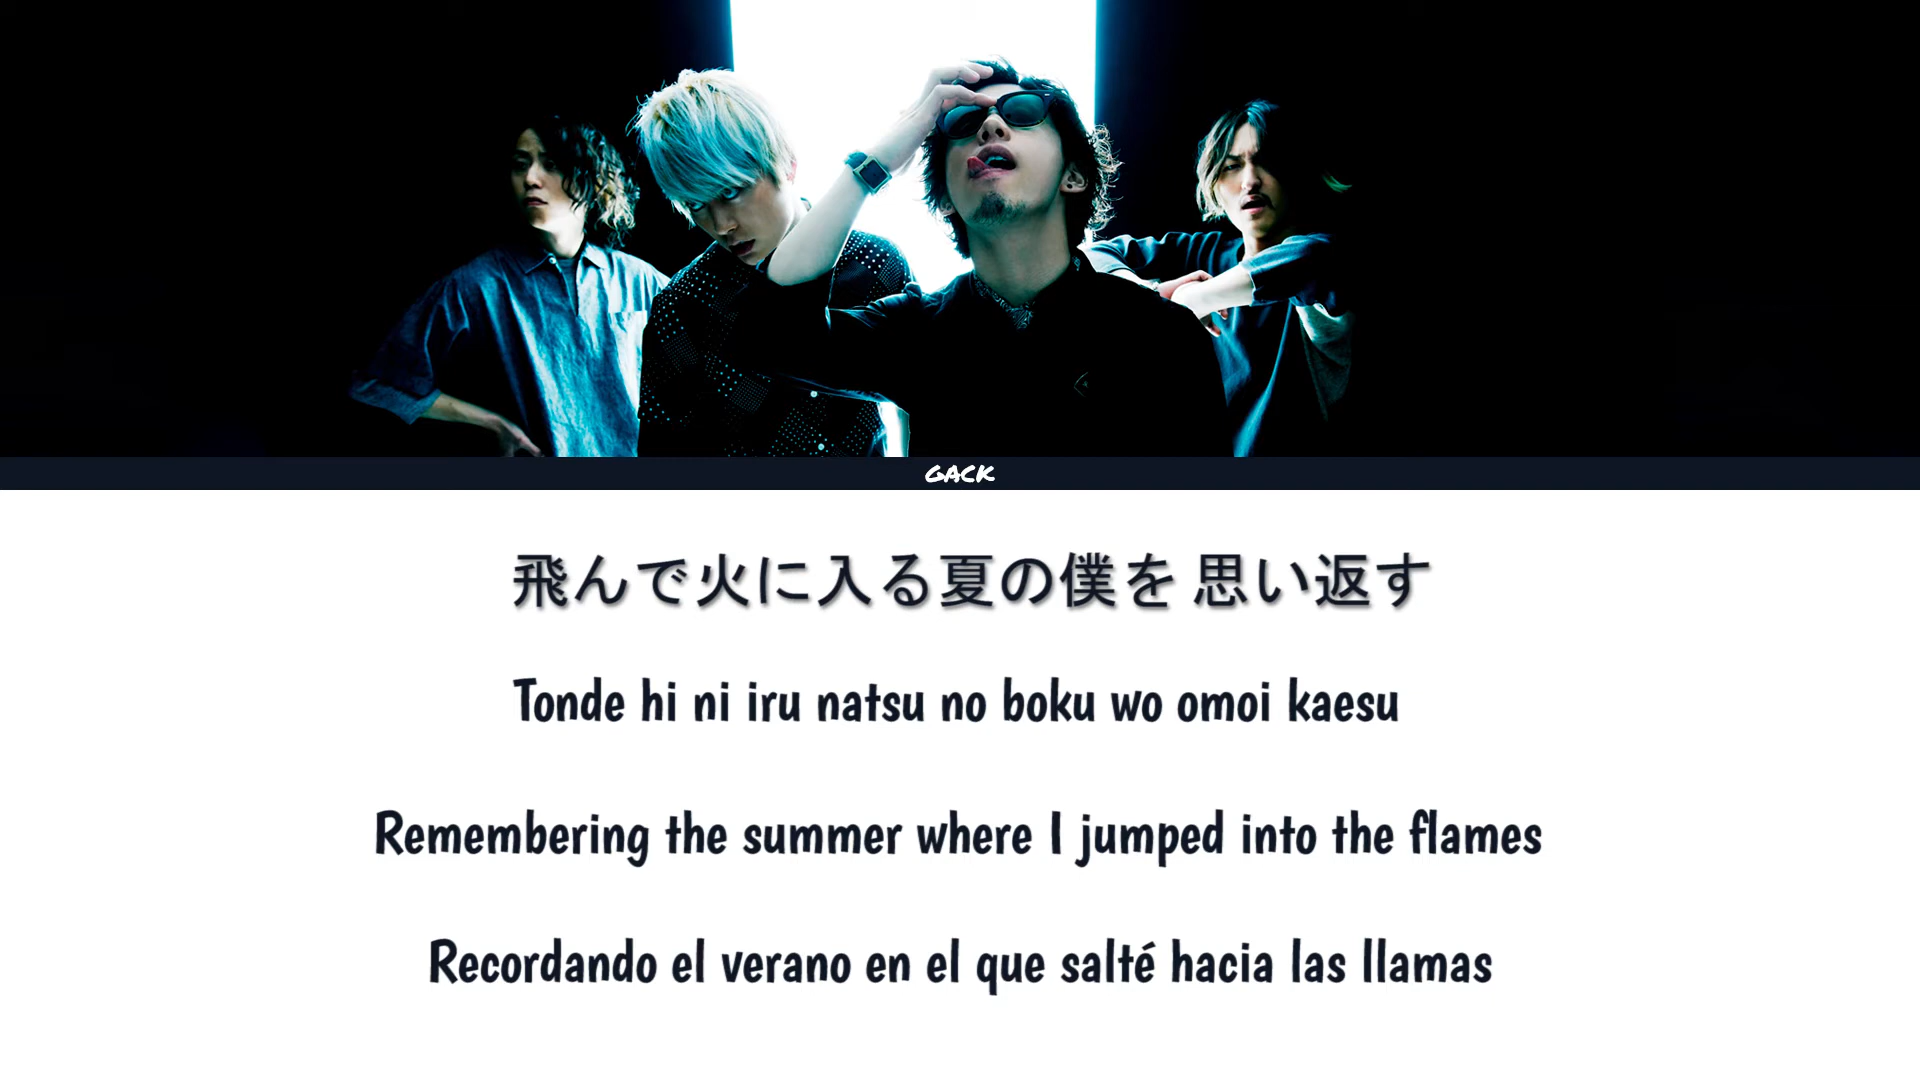 GACK
飛んで火に入る夏の僕を 思い返す
Tonde hi ni iru natsu no boku wo omoi kaesu
Remembering the summer where I jumped into the flames
Recordando el verano en el que salté hacia las llamas